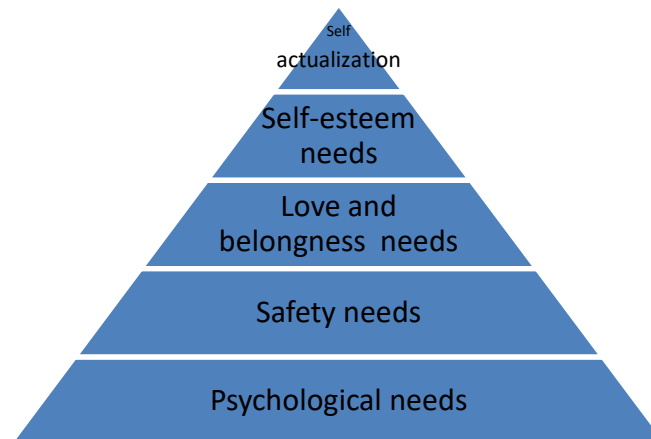 Self
actualization
Self-esteem
needs
Love and
belongness needs
Safety needs
Psychological needs